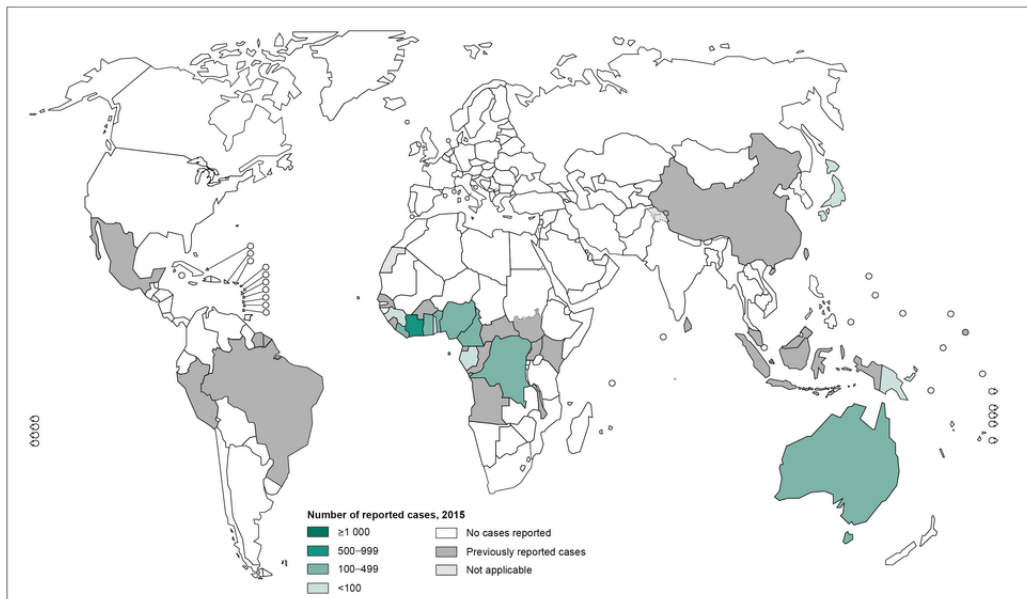 Number of reported cases, 2015
≥1 000
500–999
100–499
<100
No cases reported
Previously reported cases
Not applicable